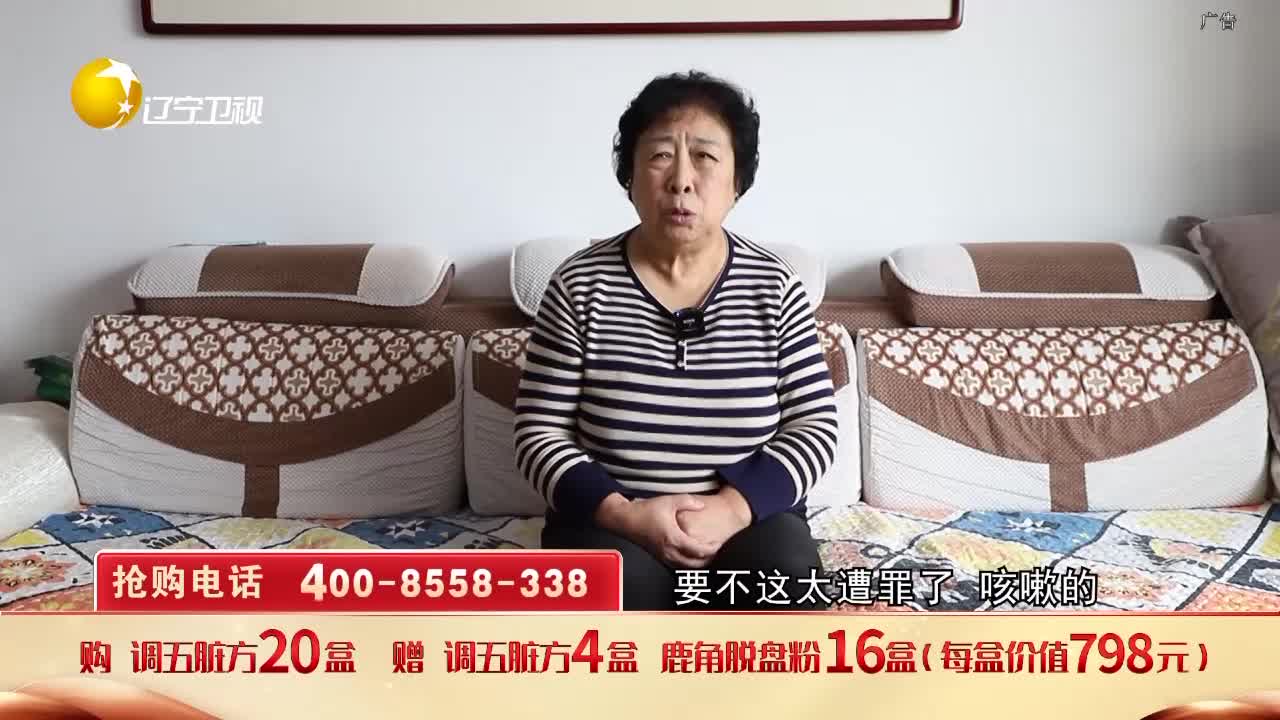 广告
辽宁卫视
抢购电话 400-8558-338
要不这太遭罪了 咳嗽的
购 调五脏方20盒 赠 调五脏方4盒 鹿角脱盘粉16盒(每盒价值798元)